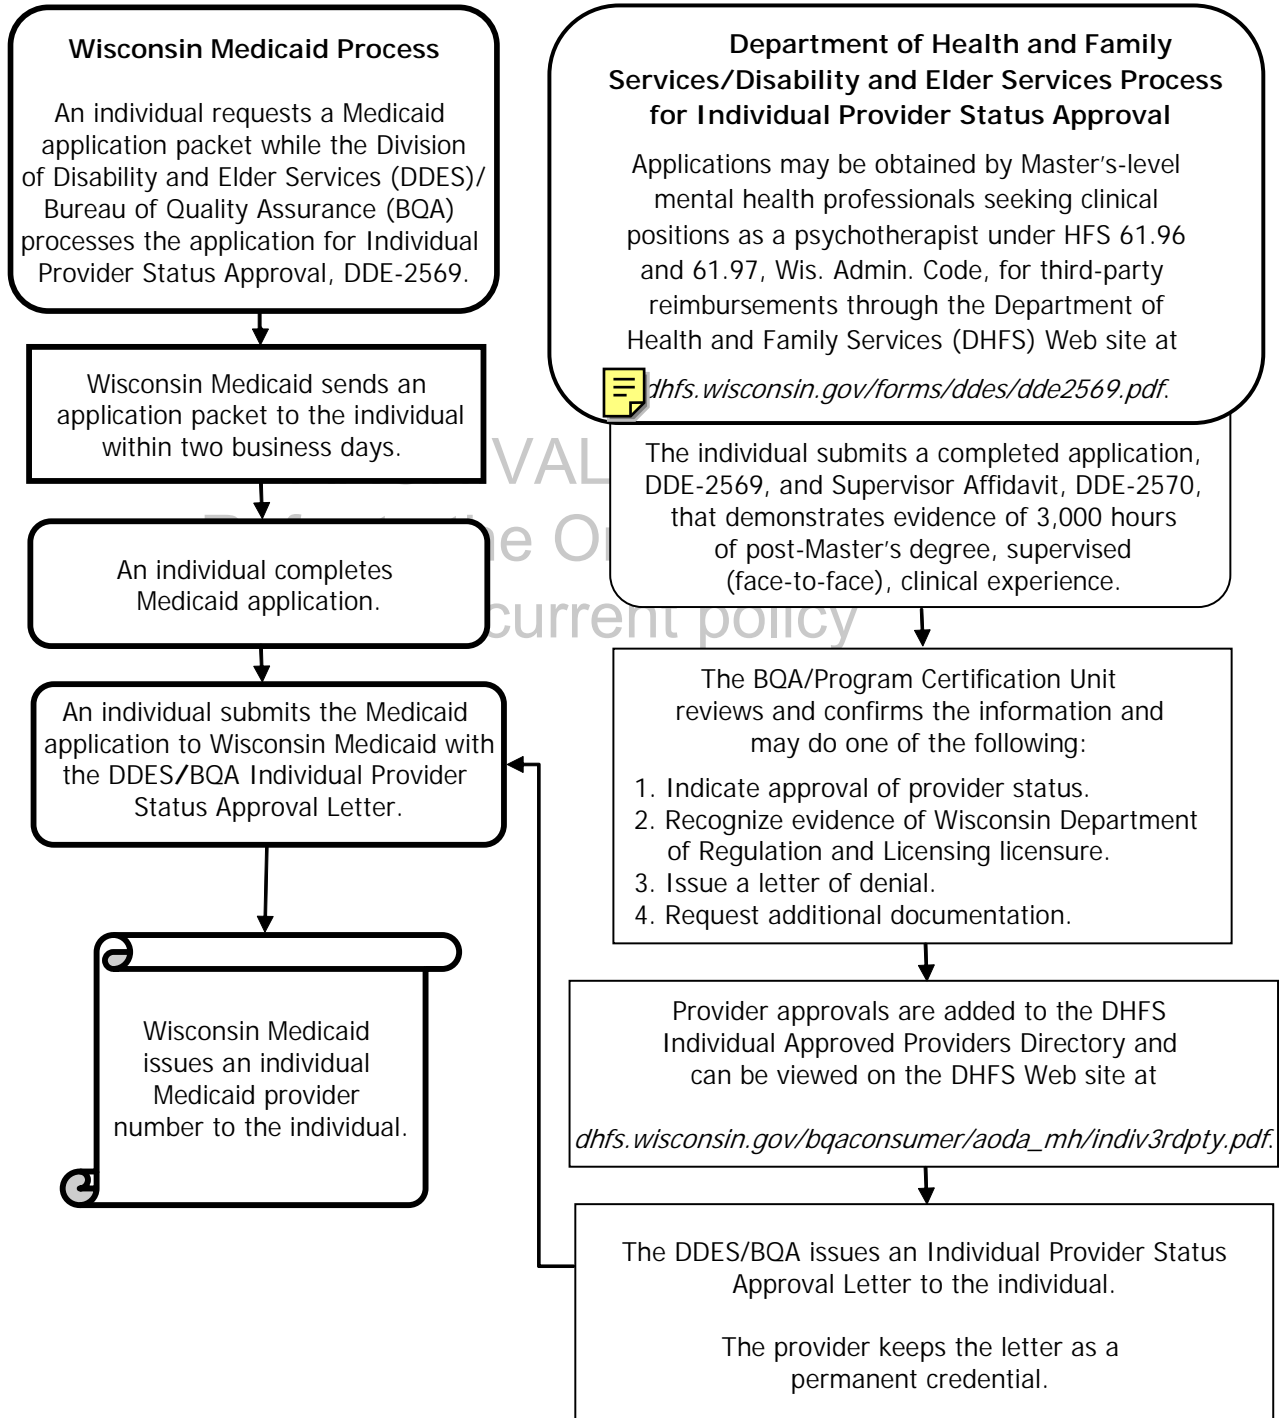 Wisconsin Medicaid Process
An individual requests a Medicaid
application packet while the Division
of Disability and Elder Services (DDES)/
Bureau of Quality Assurance (BQA)
processes the application for Individual
Provider Status Approval, DDE-2569.
Wisconsin Medicaid sends an
application packet to the individual
within two business days.
An individual completes
Medicaid application.
An individual submits the Medicaid
application to Wisconsin Medicaid with
the DDES/BQA Individual Provider
Status Approval Letter.
Wisconsin Medicaid
issues an individual
Medicaid provider
number to the individual.
Department of Health and Family
Services/Disability and Elder Services Process
for Individual Provider Status Approval
Applications may be obtained by Master's-level
mental health professionals seeking clinical
positions as a psychotherapist under HFS 61.96
and 61.97, Wis. Admin. Code, for third-party
reimbursements through the Department of
Health and Family Services (DHFS) Web site at
dhfs.wisconsin.gov/forms/ddes/dde2569.pdf.
The individual submits a completed application,
DDE-2569, and Supervisor Affidavit, DDE-2570,
that demonstrates evidence of 3,000 hours
of post-Master's degree, supervised
(face-to-face), clinical experience.
The BQA/Program Certification Unit
reviews and confirms the information and
may do one of the following:
1. Indicate approval of provider status.
2. Recognize evidence of Wisconsin Department
of Regulation and Licensing licensure.
3. Issue a letter of denial.
4. Request additional documentation.
Provider approvals are added to the DHFS
Individual Approved Providers Directory and
can be viewed on the DHFS Web site at
dhfs.wisconsin.gov/bqaconsumer/aoda_mh/indiv3rdpty.pdf.
The DDES/BQA issues an Individual Provider Status
Approval Letter to the individual.
The provider keeps the letter as a
permanent credential.
current policy